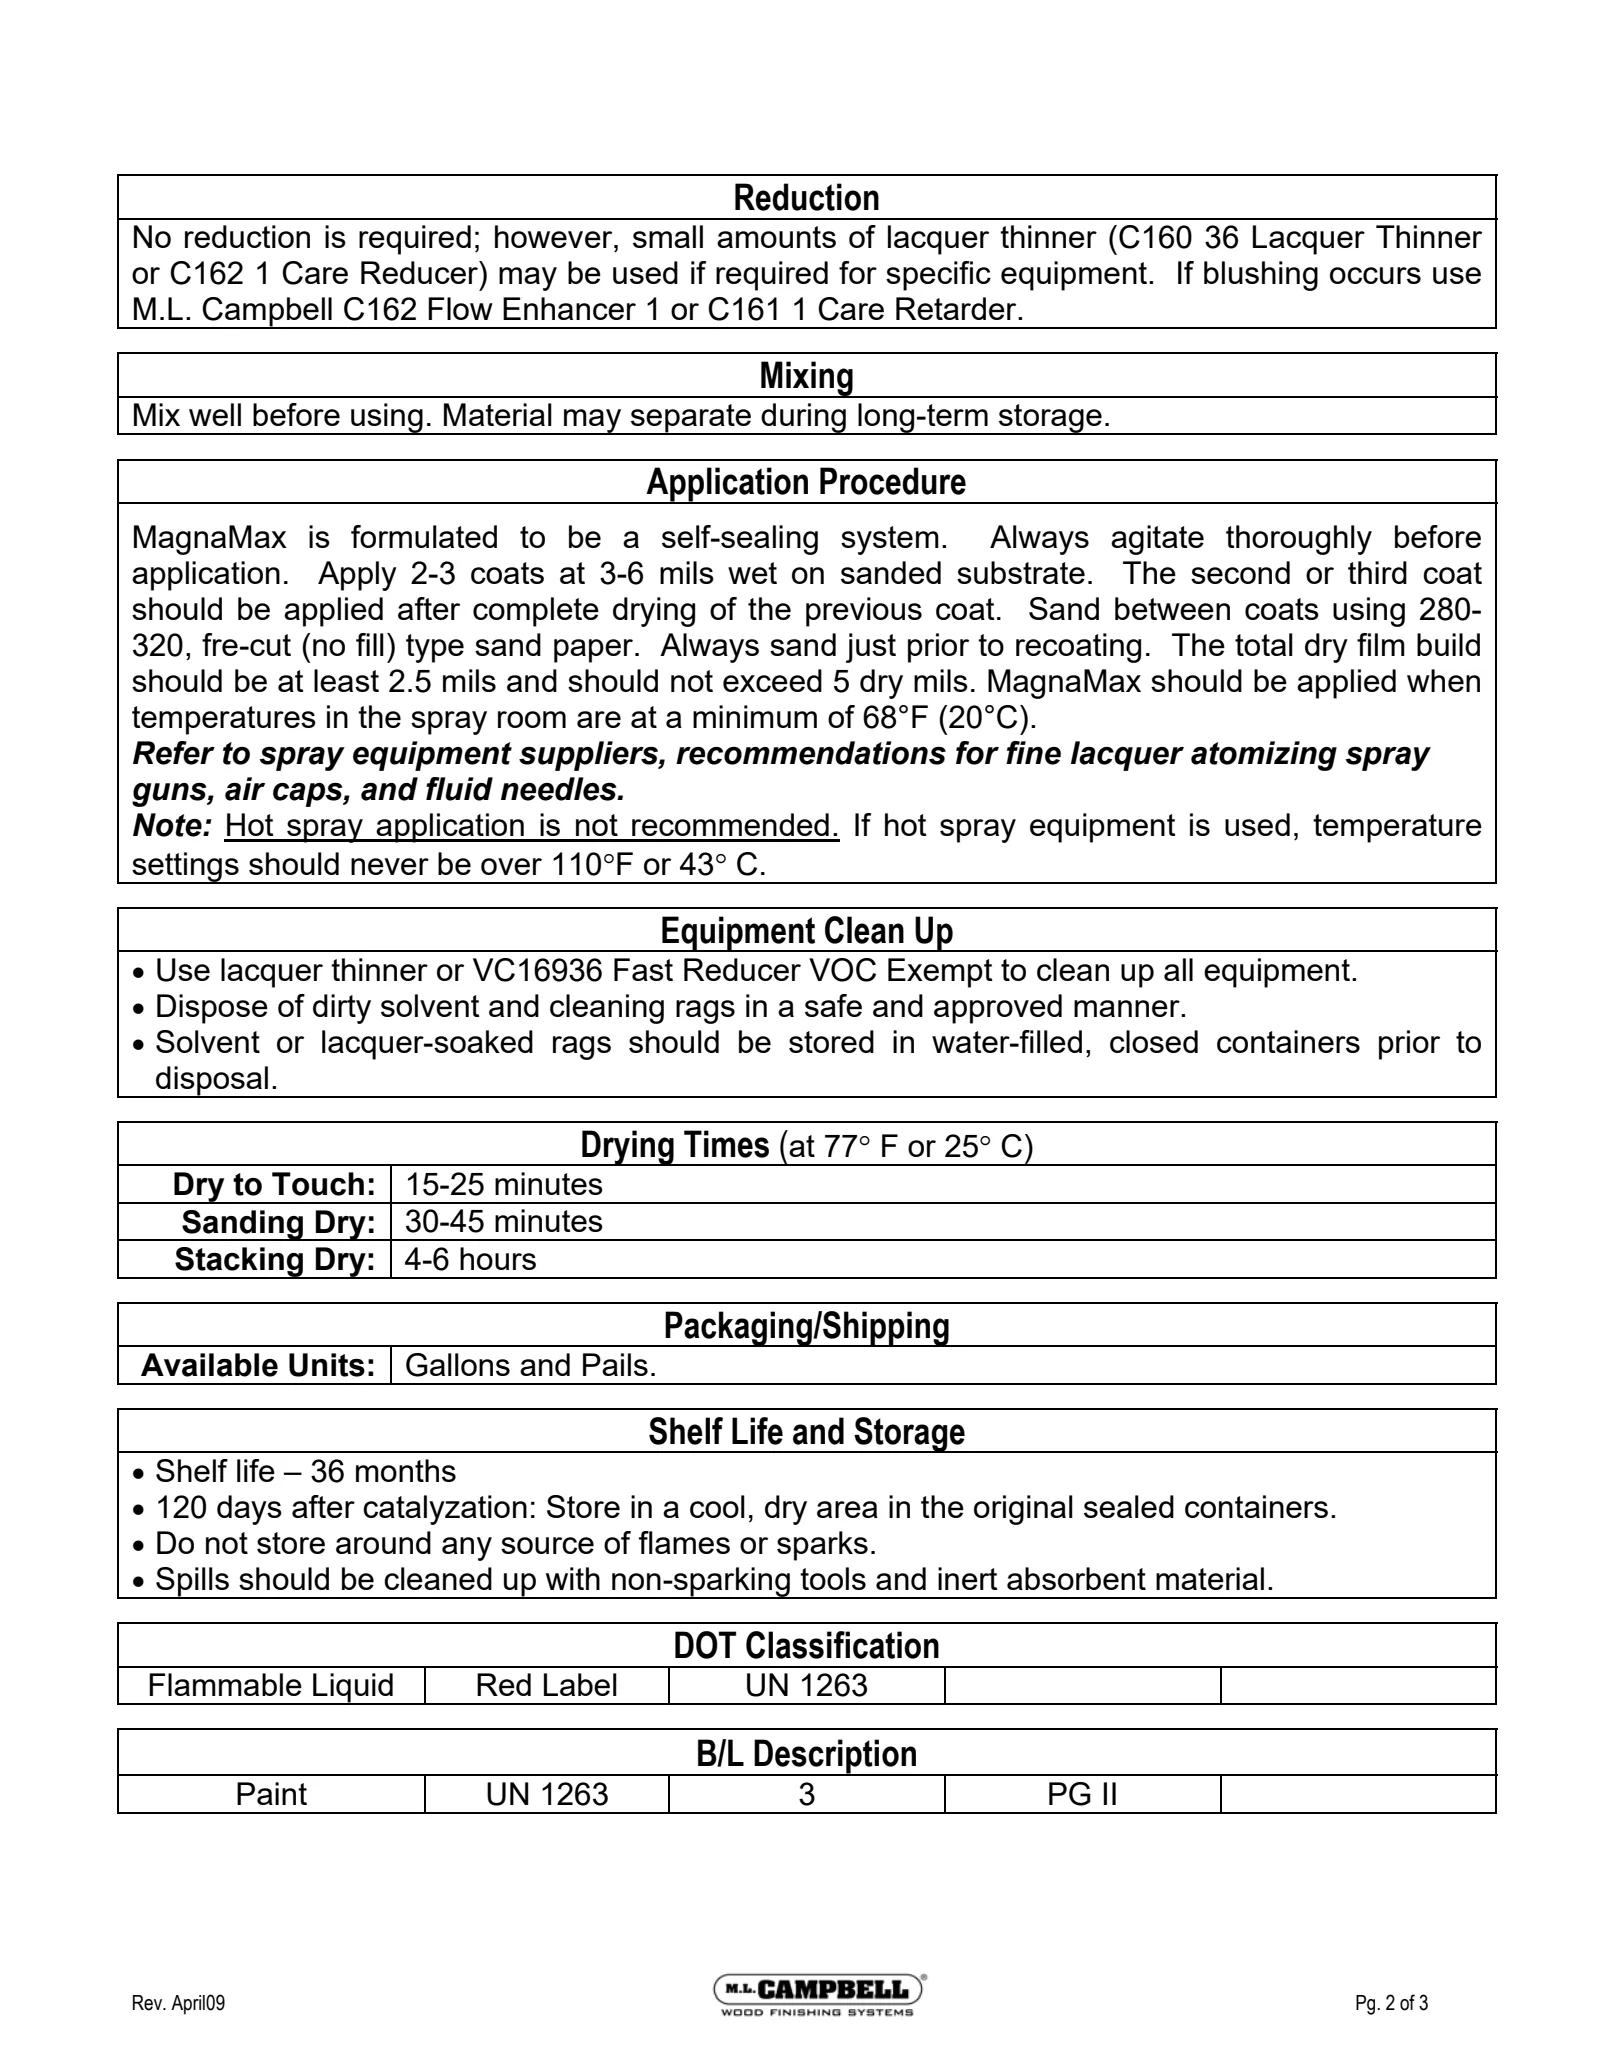 Reduction
No reduction is required; however, small amounts of lacquer thinner (C160 36 Lacquer Thinner
or C162 1 Care Reducer) may be used if required for specific equipment.  If blushing occurs use
M.L. Campbell C162 Flow Enhancer 1 or C161 1 Care Retarder.
Mixing
Mix well before using. Material may separate during long-term storage.
Application Procedure
MagnaMax is formulated to be a self-sealing system.  Always agitate thoroughly before
application.  Apply 2-3 coats at 3-6 mils wet on sanded substrate.  The second or third coat
should be applied after complete drying of the previous coat.  Sand between coats using 280-
320, fre-cut (no fill) type sand paper.  Always sand just prior to recoating.  The total dry film build
should be at least 2.5 mils and should not exceed 5 dry mils. MagnaMax should be applied when
temperatures in the spray room are at a minimum of 68°F (20°C).
Refer to spray equipment suppliers, recommendations for fine lacquer atomizing spray
guns, air caps, and fluid needles.
Note: Hot spray application is not recommended. If hot spray equipment is used, temperature
settings should never be over 110°F or 43° C.
Equipment Clean Up
• Use lacquer thinner or VC16936 Fast Reducer VOC Exempt to clean up all equipment.
• Dispose of dirty solvent and cleaning rags in a safe and approved manner.
• Solvent or lacquer-soaked rags should be stored in water-filled, closed containers prior to
disposal.
Drying Times (at 77° F or 25° C)
Dry to Touch: 15-25 minutes
Sanding Dry: 30-45 minutes
Stacking Dry: 4-6 hours
Packaging/Shipping
Available Units: Gallons and Pails.
Shelf Life and Storage
• Shelf life – 36 months
• 120 days after catalyzation: Store in a cool, dry area in the original sealed containers.
• Do not store around any source of flames or sparks.
• Spills should be cleaned up with non-sparking tools and inert absorbent material.
DOT Classification
Flammable Liquid Red Label UN 1263
B/L Description
Paint UN 1263 3 PG II
Rev. April09
M.L. CAMPBELL®
WOOD FINISHING SYSTEMS
Pg. 2 of 3